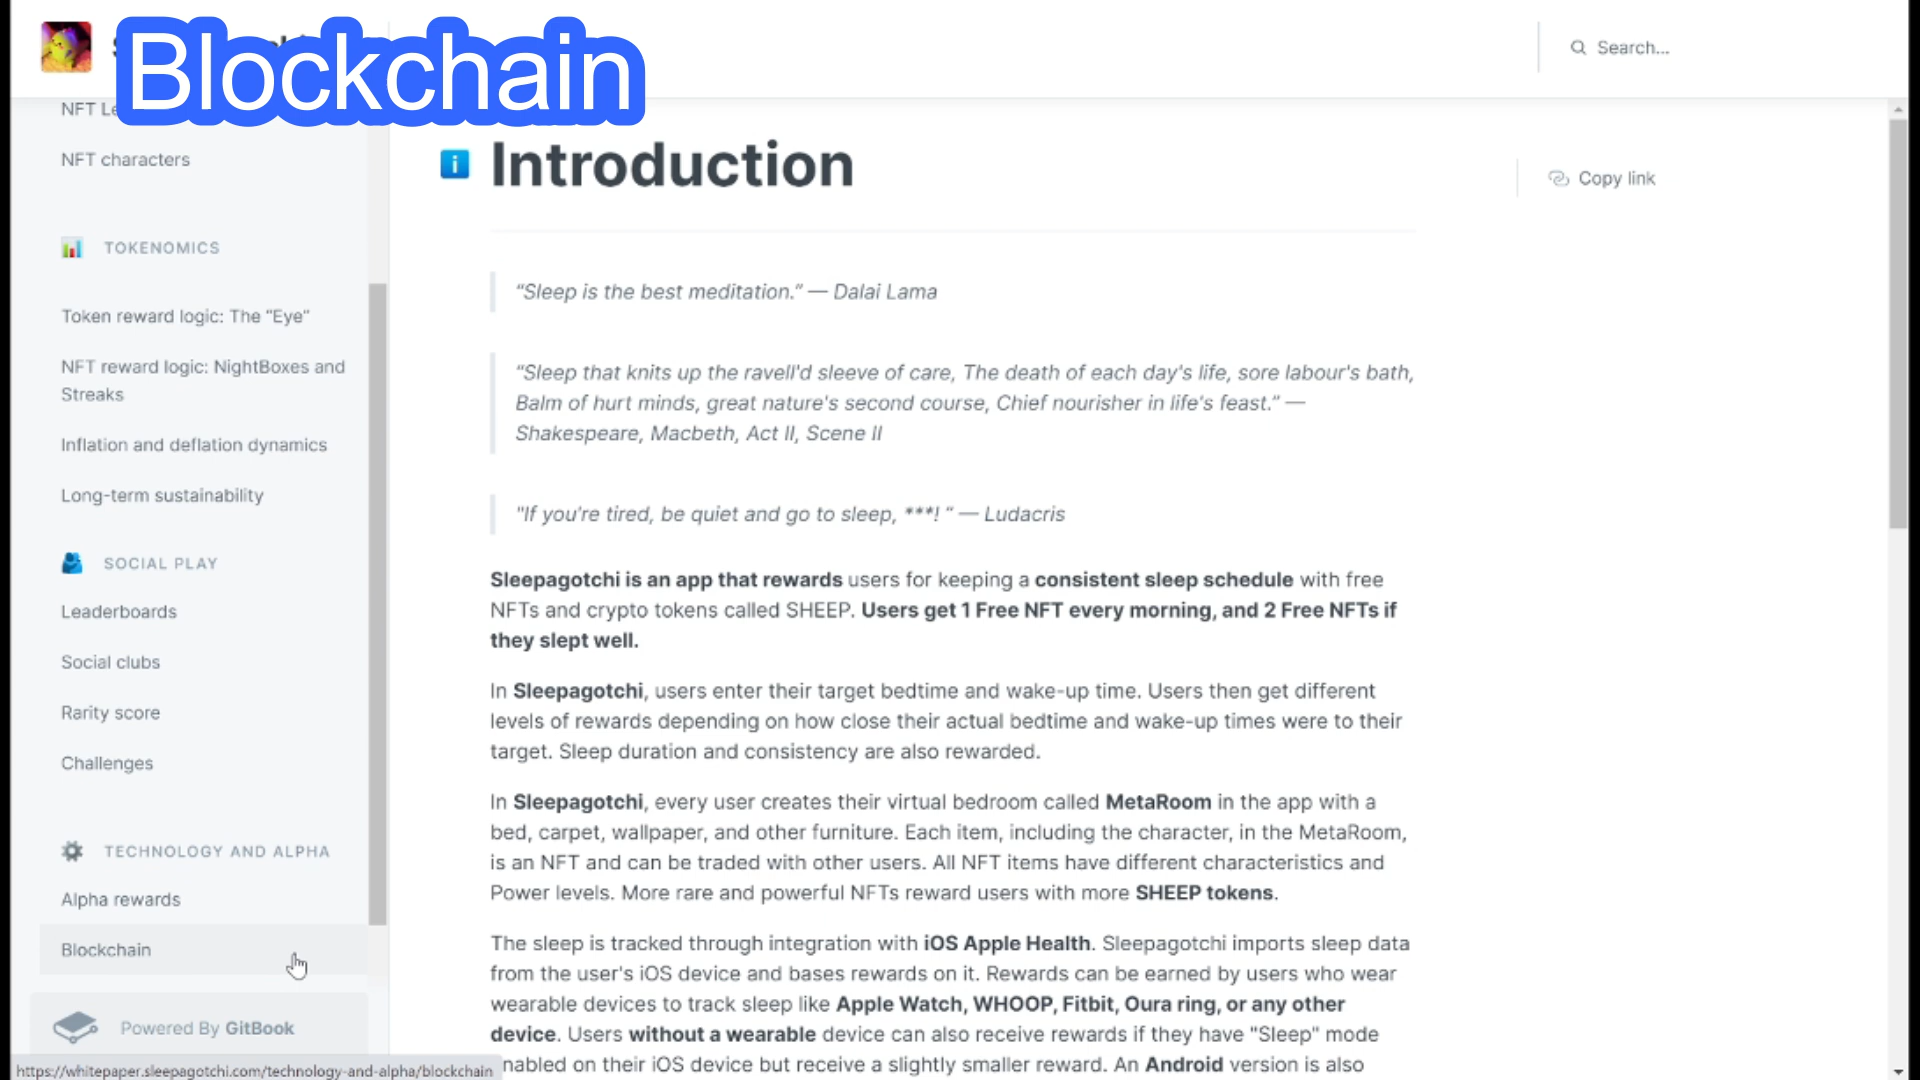 Blockchain
Search...
NFT
NFT characters
TOKENOMICS
Token reward logic: The "Eye"
NFT reward logic: NightBoxes and
Streaks
Inflation and deflation dynamics
Long-term sustainability
SOCIAL PLAY
Leaderboards
Social clubs
Rarity score
Challenges
TECHNOLOGY AND ALPHA
Alpha rewards
Blockchain
Powered By GitBook
https://whitepaper.sleepagotchi.com/technology-and-alpha/blockchain
Introduction
Copy link
“Sleep is the best meditation.” — Dalai Lama
“Sleep that knits up the ravell'd sleeve of care, The death of each day's life, sore labour's bath,
Balm of hurt minds, great nature's second course, Chief nourisher in life's feast.” —
Shakespeare, Macbeth, Act II, Scene II
"If you're tired, be quiet and go to sleep, ***! “ — Ludacris
Sleepagotchi is an app that rewards users for keeping a consistent sleep schedule with free
NFTs and crypto tokens called SHEEP. Users get 1 Free NFT every morning, and 2 Free NFTs if
they slept well.
In Sleepagotchi, users enter their target bedtime and wake-up time. Users then get different
levels of rewards depending on how close their actual bedtime and wake-up times were to their
target. Sleep duration and consistency are also rewarded.
In Sleepagotchi, every user creates their virtual bedroom called MetaRoom in the app with a
bed, carpet, wallpaper, and other furniture. Each item, including the character, in the MetaRoom,
is an NFT and can be traded with other users. All NFT items have different characteristics and
Power levels. More rare and powerful NFTs reward users with more SHEEP tokens.
The sleep is tracked through integration with iOS Apple Health. Sleepagotchi imports sleep data
from the user's iOS device and bases rewards on it. Rewards can be earned by users who wear
wearable devices to track sleep like Apple Watch, WHOOP, Fitbit, Oura ring, or any other
device. Users without a wearable device can also receive rewards if they have "Sleep" mode
nabled on their iOS device but receive a slightly smaller reward. An Android version is also